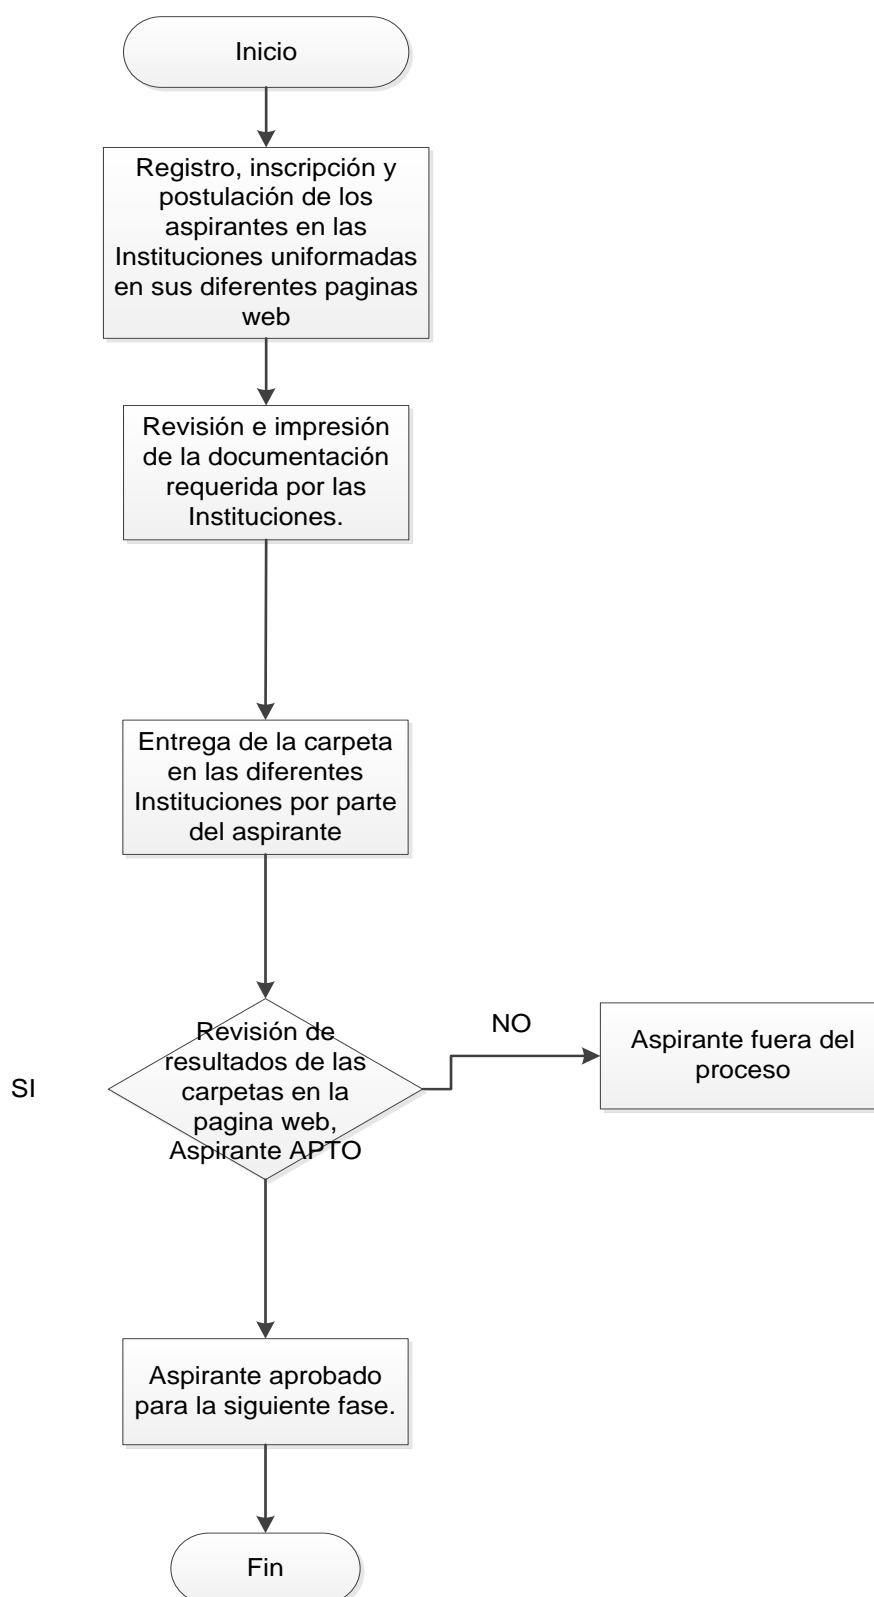 Inicio
Registro, inscripción y
postulación de los
aspirantes en las
Instituciones uniformadas
en sus diferentes paginas
web
Revisión e impresión
de la documentación
requerida por las
Instituciones.
Entrega de la carpeta
en las diferentes
Instituciones por parte
del aspirante
Revisión de
resultados de las
carpetas en la
pagina web,
Aspirante APTO
NO
Aspirante fuera del
proceso
SI
Aspirante aprobado
para la siguiente fase.
Fin